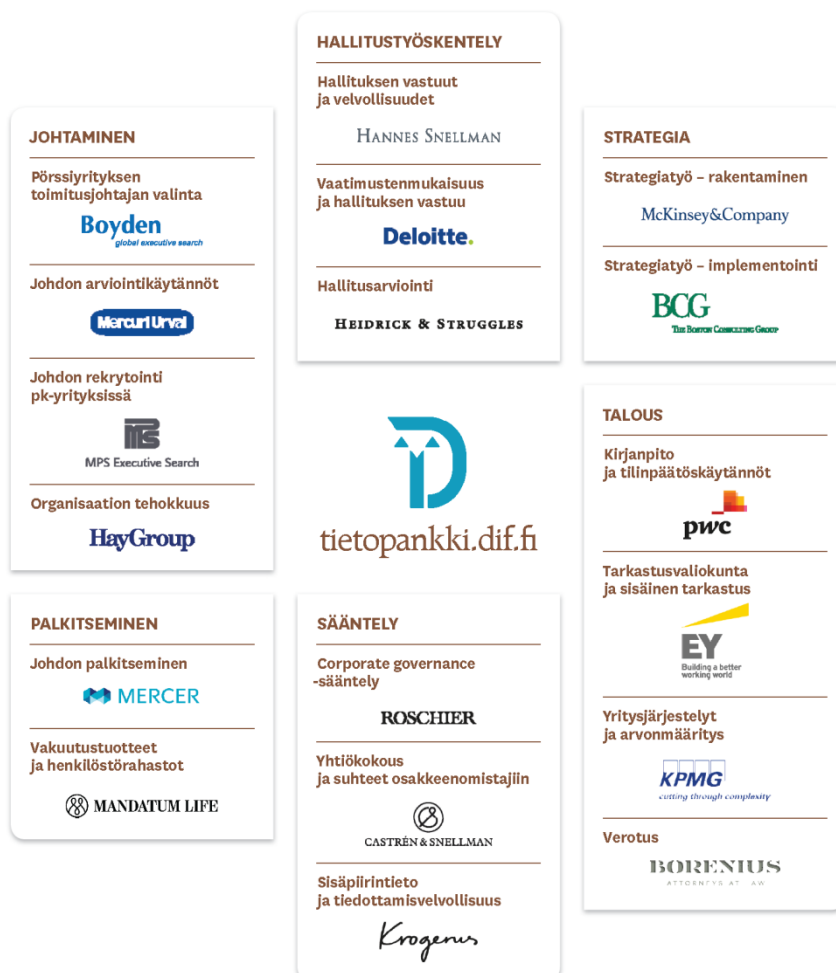 HALLITUSTYÖSKENTELY
Hallituksen vastuut
ja velvollisuudet
HANNES SNELLMAN
Vaatimustenmukaisuus
ja hallituksen vastuu
Deloitte.
Hallitusarviointi
HEIDRICK & STRUGGLES
JOHTAMINEN
Pörssiyrityksen
toimitusjohtajan valinta
Boyden
global executive search
Johdon arviointikäytännöt
Mercuri Urval
Johdon rekrytointi
pk-yrityksissä
MPS
MPS Executive Search
Organisaation tehokkuus
HayGroup
STRATEGIA
Strategiatyö – rakentaminen
McKinsey&Company
Strategiatyö – implementointi
BCG
THE BOSTON CONSULTING GROUP
D
tietopankki.dif.fi
TALOUS
Kirjanpito
ja tilinpäätöskäytännöt
pwc
Tarkastusvaliokunta
ja sisäinen tarkastus
EY
Building a better
working world
Yritysjärjestelyt
ja arvonmääritys
KPMG
cutting through complexity
Verotus
BORENIUS
ATTORNEYS AT LAW
PALKITSEMINEN
Johdon palkitseminen
MERCER
Vakuutustuotteet
ja henkilöstörahastot
MANDATUM LIFE
SÄÄNTELY
Corporate governance
-sääntely
ROSCHIER
Yhtiökokous
ja suhteet osakkeenomistajiin
CASTRÉN & SNELLMAN
Sisäpiirintieto
ja tiedottamisvelvollisuus
Krogerus